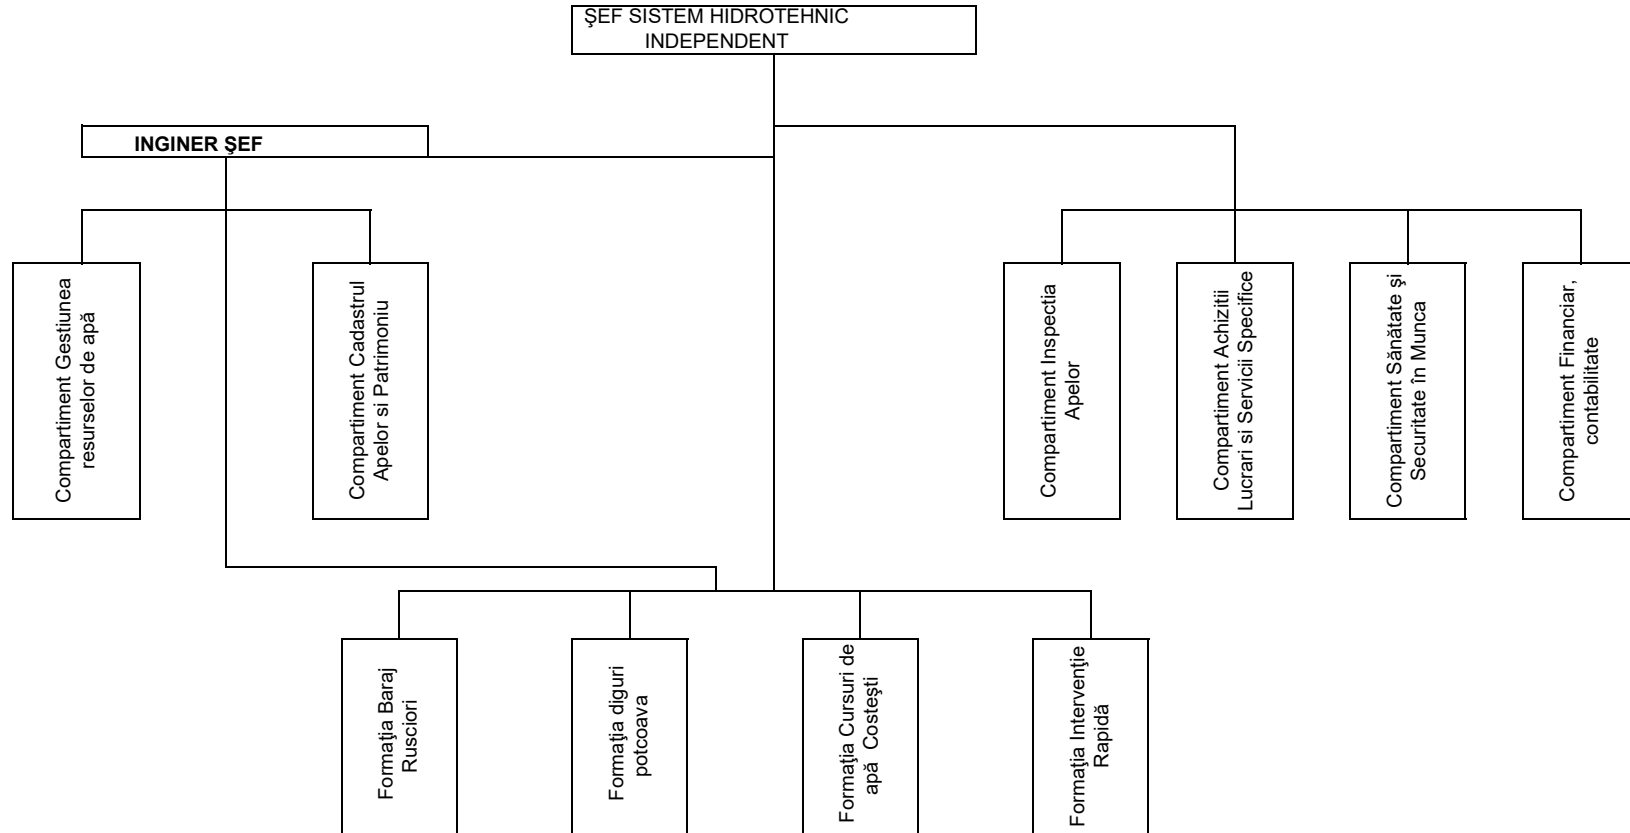 ŞEF SISTEM HIDROTEHNIC
INDEPENDENT
INGINER ŞEF
Compartiment Gestiunea
resurselor de apă
Compartiment Cadastrul
Apelor si Patrimoniu
Compartiment Inspectia
Apelor
Compartiment Achizitii
Lucrari si Servicii Specifice
Compartiment Sănătate şi
Securitate în Munca
Compartiment Financiar,
contabilitate
Formaţia Baraj
Rusciori
Formaţia diguri
potcoava
Formaţia Cursuri de
apă Costeşti
Formaţia Intervenţie
Rapidă